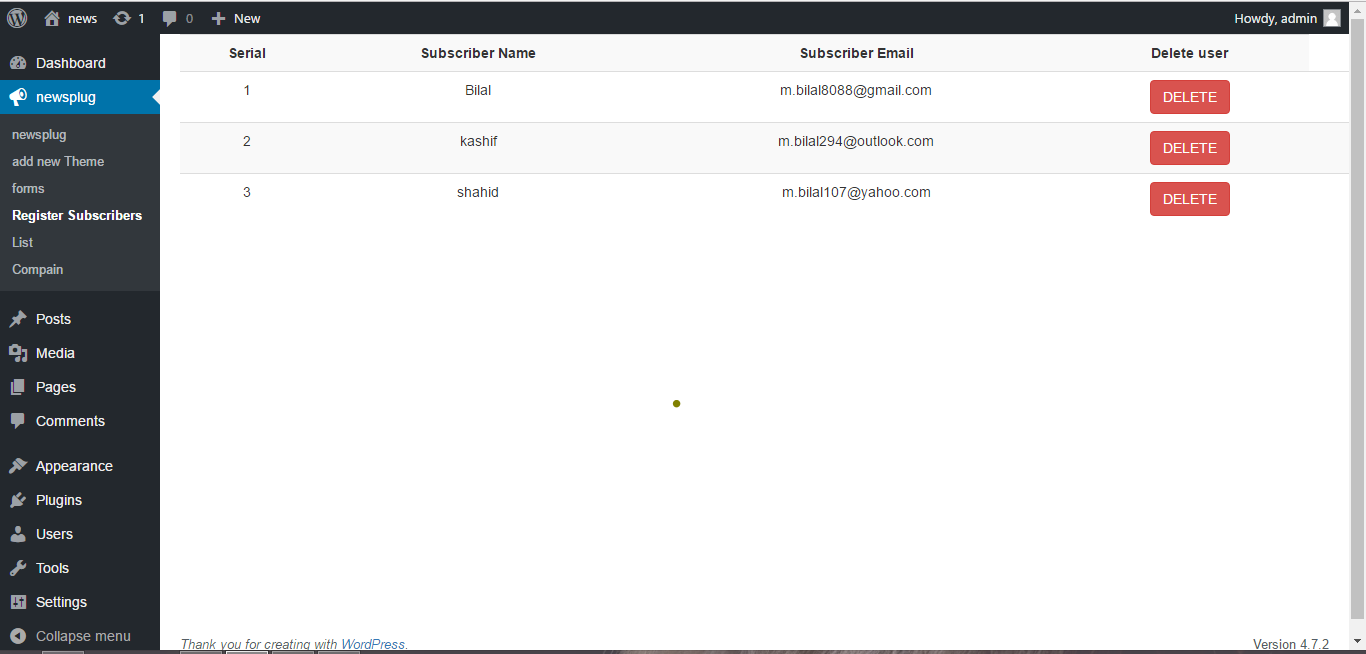 news 1 0 New Howdy, admin
Dashboard
newsplug
newsplug
add new Theme
forms
Register Subscribers
List
Compain
Posts
Media
Pages
Comments
Appearance
Plugins
Users
Tools
Settings
Collapse menu
Serial Subscriber Name Subscriber Email Delete user
1 Bilal m.bilal8088@gmail.com DELETE
2 kashif m.bilal294@outlook.com DELETE
3 shahid m.bilal107@yahoo.com DELETE
Thank you for creating with WordPress. Version 4.7.2